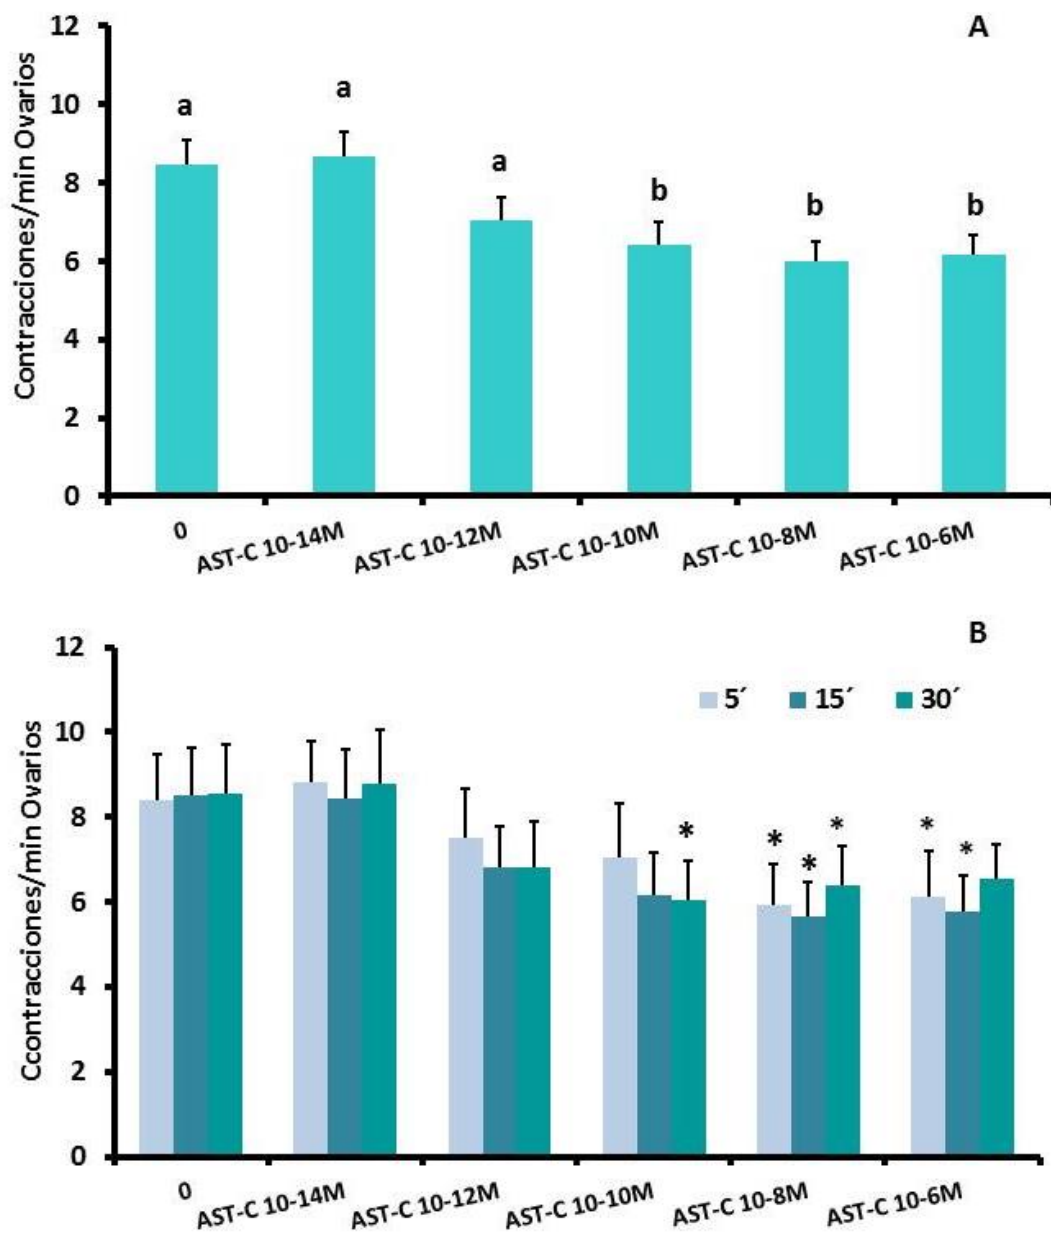 A
Contracciones/min Ovarios
12
10
8
6
4
2
0
a
a
a
b
b
b
0
AST-C 10-14M
AST-C 10-12M
AST-C 10-10M
AST-C 10-8M
AST-C 10-6M
B
Ccontracciones/min Ovarios
12
10
8
6
4
2
0
5´ 15´ 30´
*
*
*
*
*
*
0
AST-C 10-14M
AST-C 10-12M
AST-C 10-10M
AST-C 10-8M
AST-C 10-6M